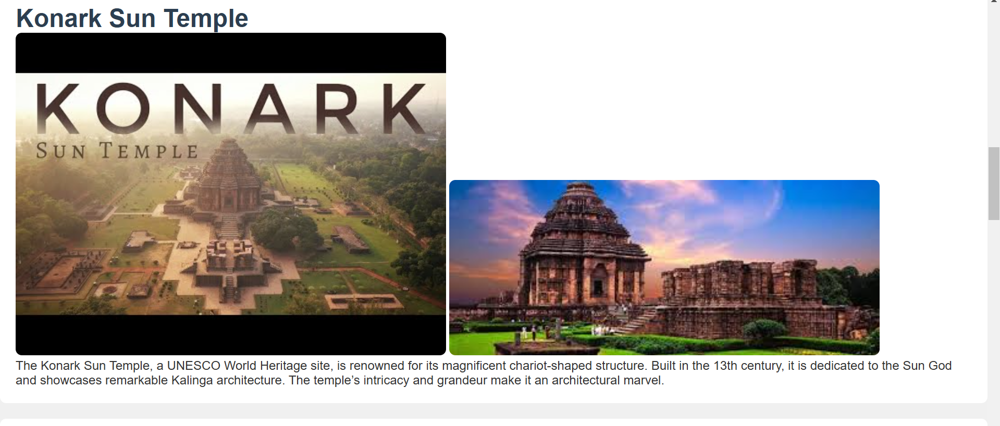 Konark Sun Temple
KONARK
SUN TEMPLE
The Konark Sun Temple, a UNESCO World Heritage site, is renowned for its magnificent chariot-shaped structure. Built in the 13th century, it is dedicated to the Sun God
and showcases remarkable Kalinga architecture. The temple’s intricacy and grandeur make it an architectural marvel.